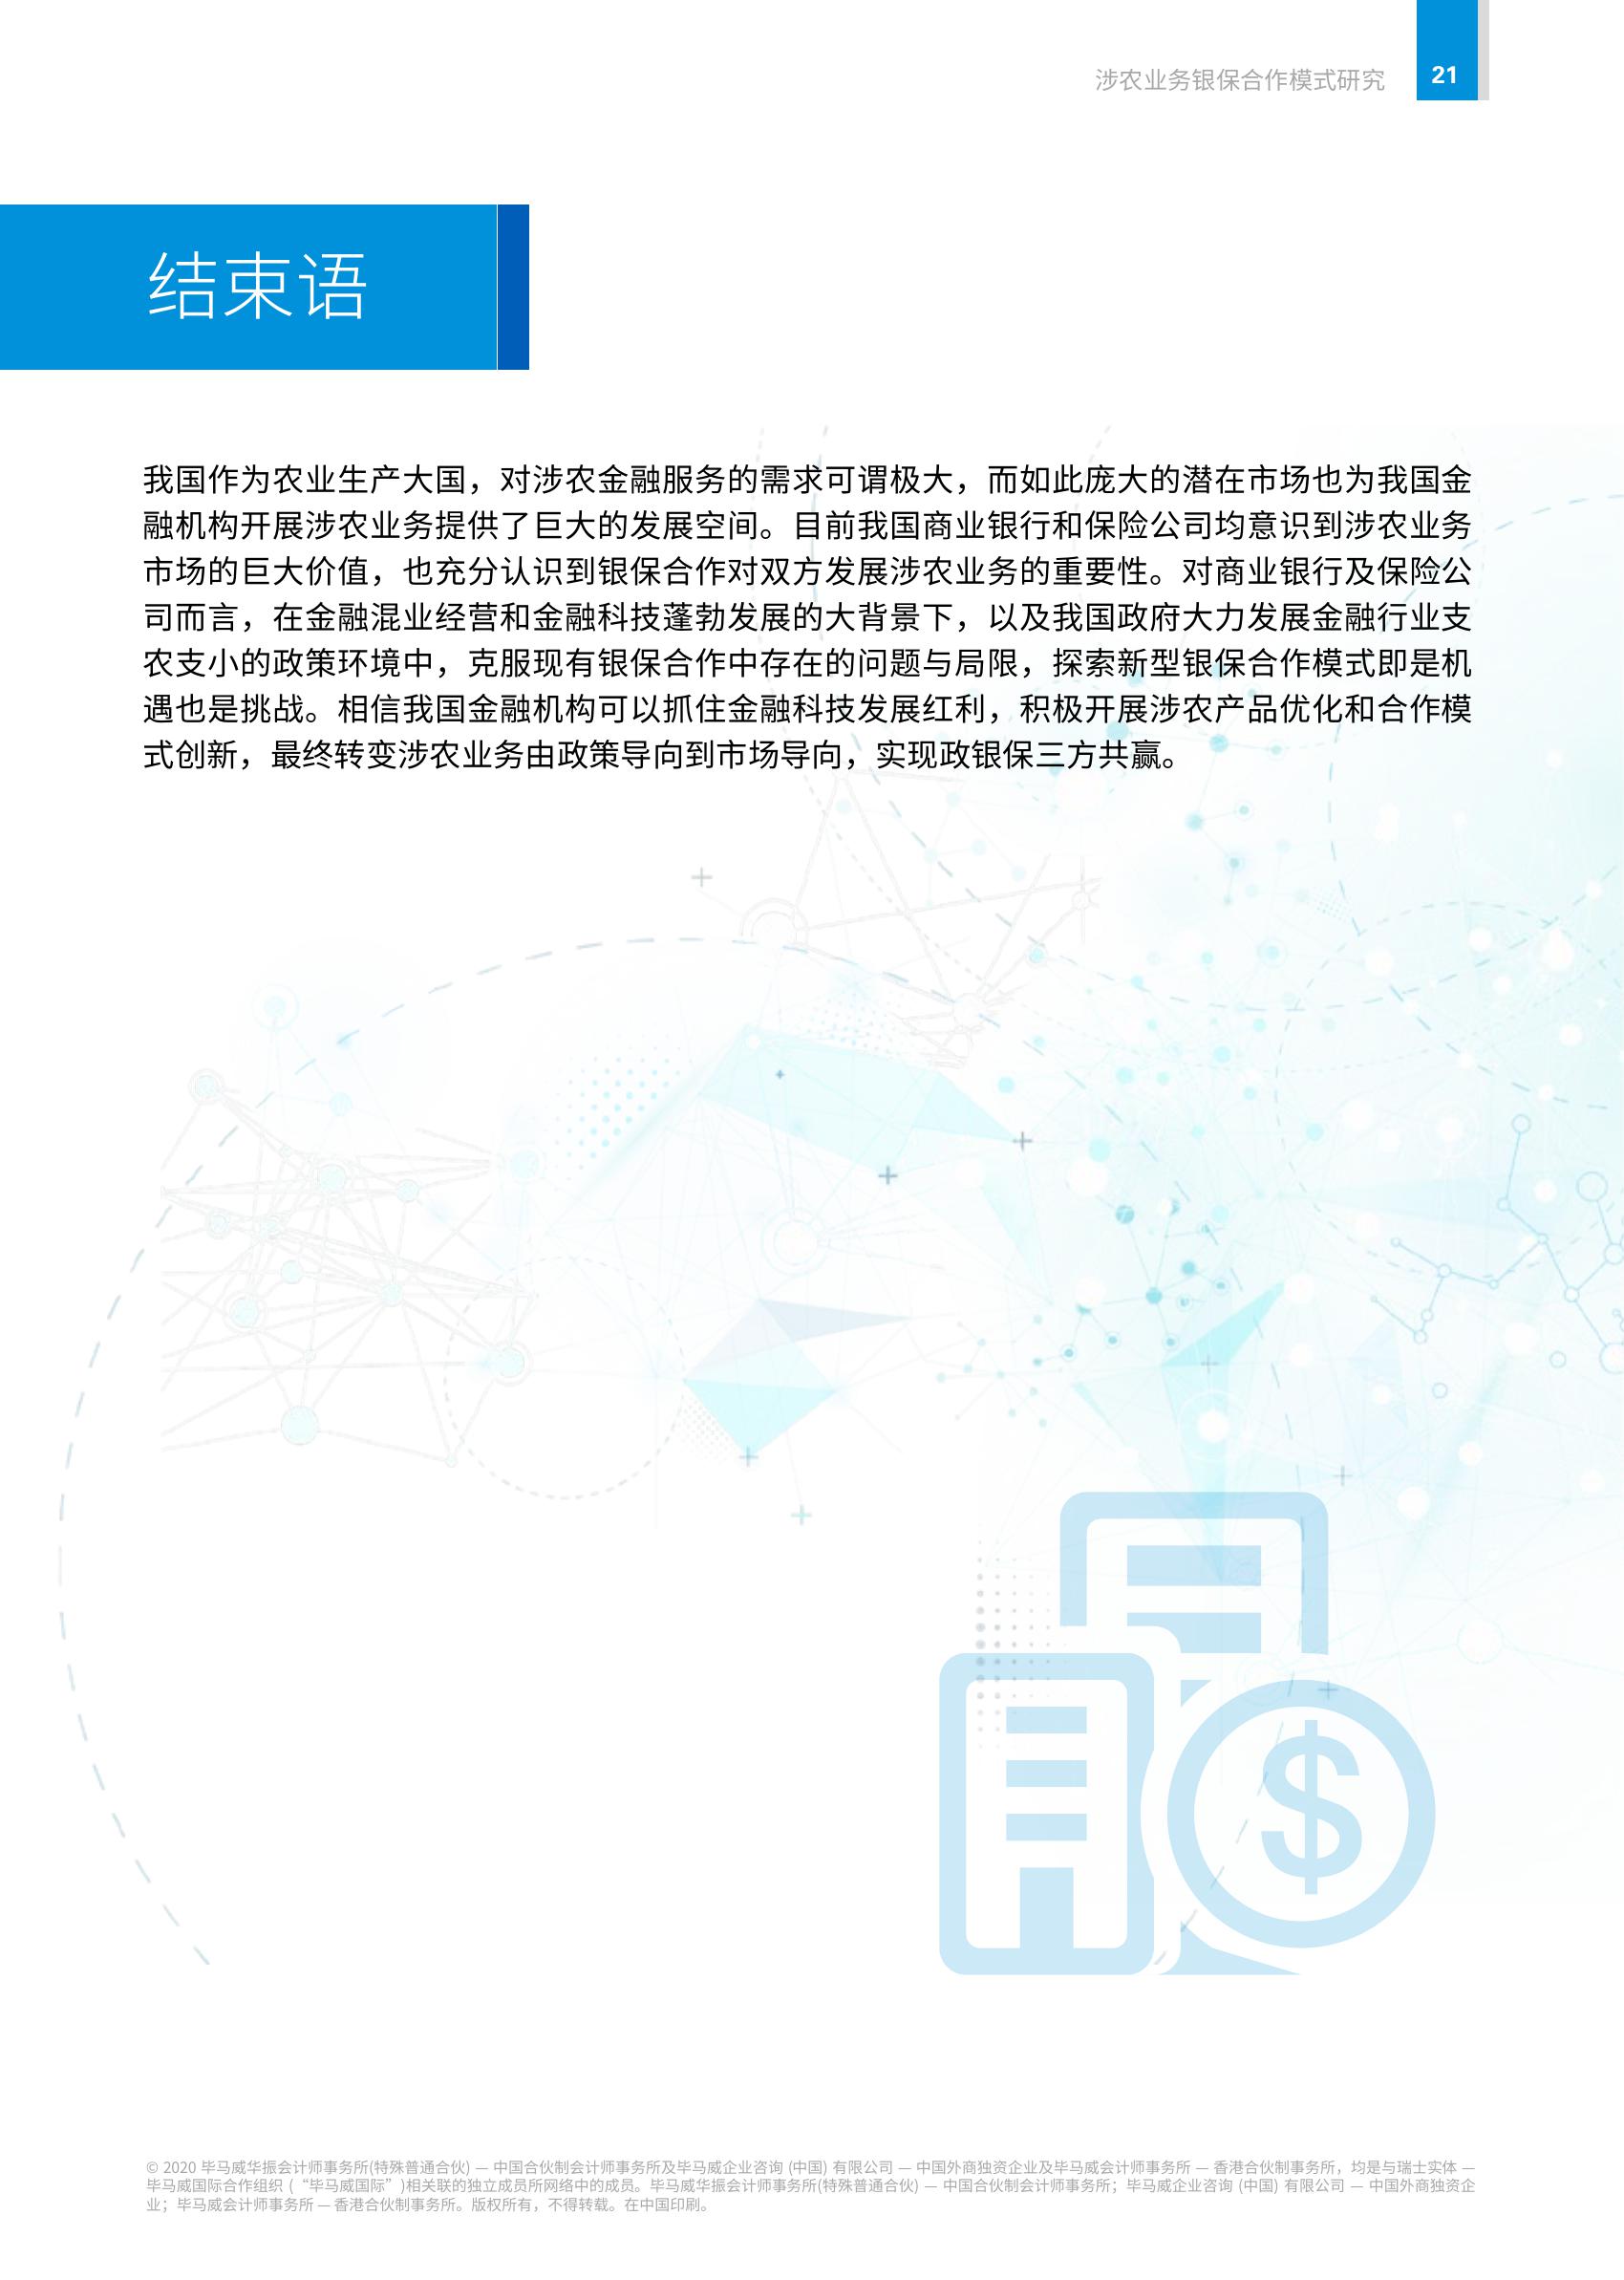 涉农业务银保合作模式研究
21
结束语
我国作为农业生产大国，对涉农金融服务的需求可谓极大，而如此庞大的潜在市场也为我国金
融机构开展涉农业务提供了巨大的发展空间。目前我国商业银行和保险公司均意识到涉农业务
市场的巨大价值，也充分认识到银保合作对双方发展涉农业务的重要性。对商业银行及保险公
司而言，在金融混业经营和金融科技蓬勃发展的大背景下，以及我国政府大力发展金融行业支
农支小的政策环境中，克服现有银保合作中存在的问题与局限，探索新型银保合作模式即是机
遇也是挑战。相信我国金融机构可以抓住金融科技发展红利，积极开展涉农产品优化和合作模
式创新，最终转变涉农业务由政策导向到市场导向，实现政银保三方共赢。
$
© 2020 毕马威华振会计师事务所(特殊普通合伙) — 中国合伙制会计师事务所及毕马威企业咨询 (中国) 有限公司 — 中国外商独资企业及毕马威会计师事务所 — 香港合伙制事务所，均是与瑞士实体 —
毕马威国际合作组织 (“毕马威国际”)相关联的独立成员所网络中的成员。毕马威华振会计师事务所(特殊普通合伙) — 中国合伙制会计师事务所；毕马威企业咨询 (中国) 有限公司 — 中国外商独资企
业；毕马威会计师事务所 — 香港合伙制事务所。版权所有，不得转载。在中国印刷。